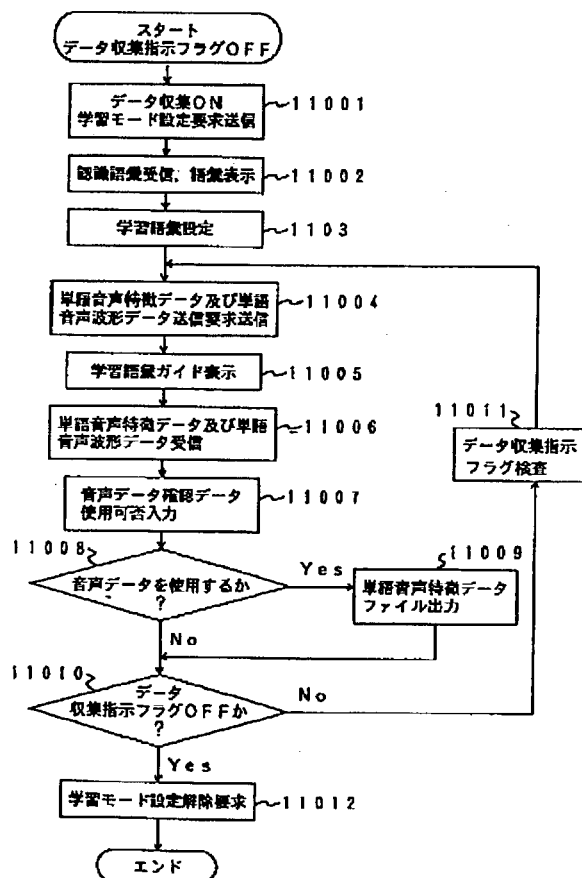 スタート
データ収集指示フラグOFF
データ収集ON
学習モード設定要求送信
11001
認識語彙受信，語彙表示
11002
学習語彙設定
1103
単語音声特徴データ及び単語
音声波形データ送信要求送信
11004
学習語彙ガイド表示
11005
単語音声特徴データ及び単語
音声波形データ受信
11006
11011
データ収集指示
フラグ検査
音声データ確認データ
使用可否入力
11007
11008
音声データを使用するか
?
Yes
11009
単語音声特徴データ
ファイル出力
No
11010
データ
収集指示フラグOFFか
?
No
Yes
学習モード設定解除要求
11012
エンド